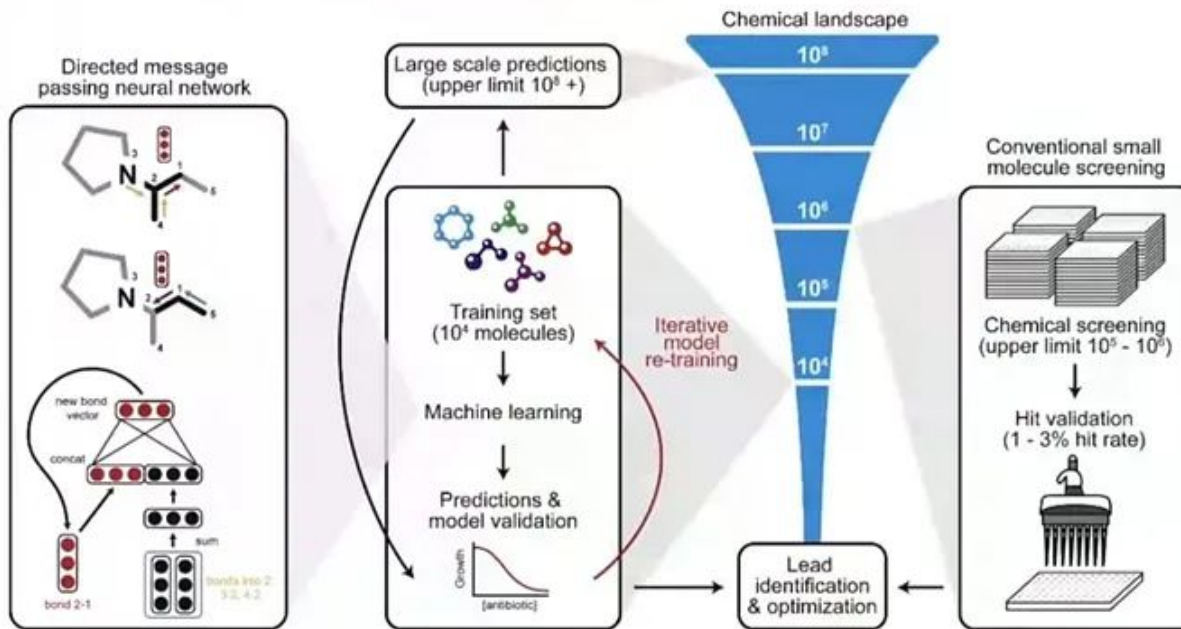 Directed message
passing neural network
3
N
2
1
5
4
3
N
2
1
5
4
new bond
vector
concat
sum
bond 2-1
bonds into 2:
3-2, 4-2
Large scale predictions
(upper limit 10⁸ +)
Training set
(10⁴ molecules)
Machine learning
Predictions &
model validation
Growth
[antibiotic]
Iterative
model
re-training
Chemical landscape
10⁸
10⁷
10⁶
10⁵
10⁴
Lead
identification
& optimization
Conventional small
molecule screening
Chemical screening
(upper limit 10⁵ - 10⁶)
Hit validation
(1 - 3% hit rate)